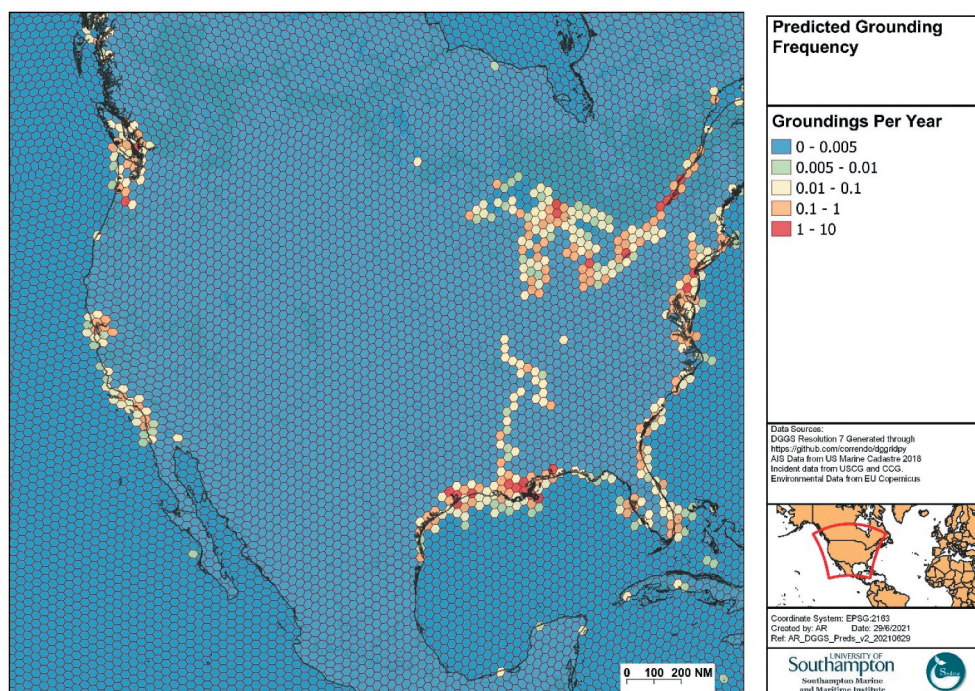 Predicted Grounding
Frequency
Groundings Per Year
0 - 0.005
0.005 - 0.01
0.01 - 0.1
0.1 - 1
1 - 10
Data Sources:
DGGS Resolution 7 Generated through
https://github.com/correndo/dggridpy
AIS Data from US Marine Cadastre 2018
Incident data from USCG and CCG.
Environmental Data from EU Copernicus
Coordinate System: EPSG:2163
Created by: AR Date: 29/6/2021
Ref: AR_DGGS_Preds_v2_20210629
0 100 200 NM
UNIVERSITY OF
Southampton
Southampton Marine
and Maritime Institute